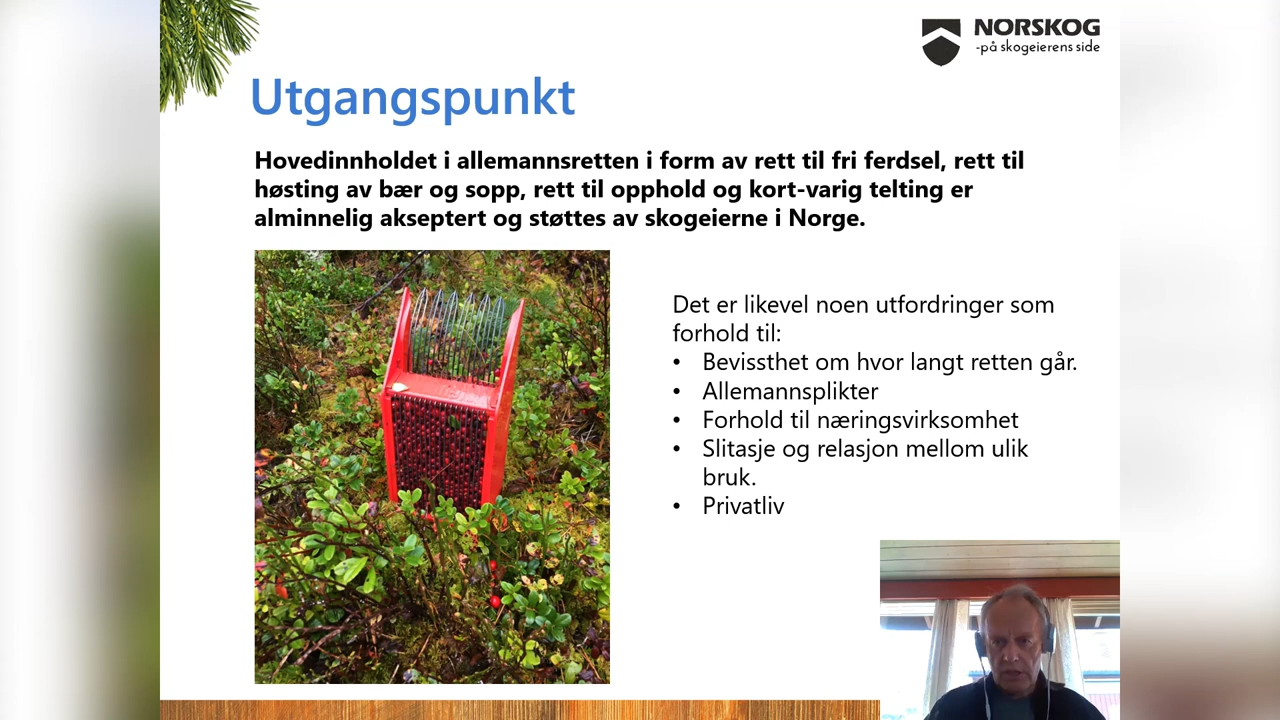 NORSKOG
-på skogeierens side
Utgangspunkt
Hovedinnholdet i allemannsretten i form av rett til fri ferdsel, rett til
høsting av bær og sopp, rett til opphold og kort-varig telting er
alminnelig akseptert og støttes av skogeierne i Norge.
Det er likevel noen utfordringer som
forhold til:
• Bevissthet om hvor langt retten går.
• Allemannsplikter
• Forhold til næringsvirksomhet
• Slitasje og relasjon mellom ulik
bruk.
• Privatliv